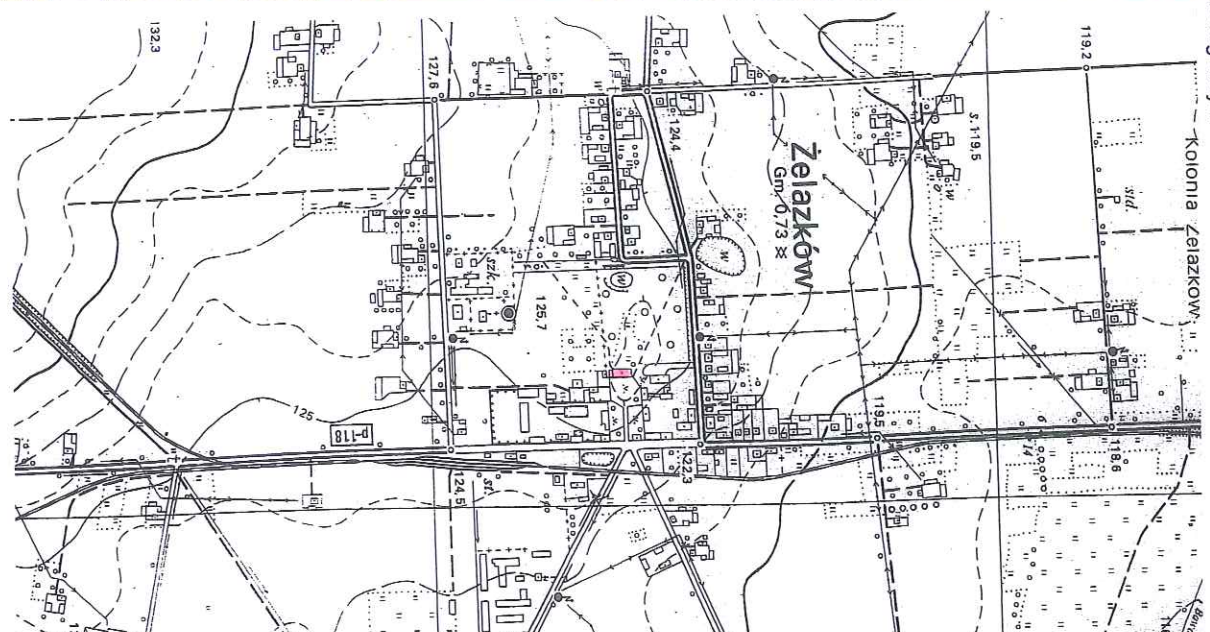 132,3
127,6
119,2
Kolonia Żelazków
124,4
s.119,5
std.
Żelazków
Gm. 0,73
w
w
szk
125,7
N
N
N
N
125
p-118
122,3
119,5
118,6
124,5
st.